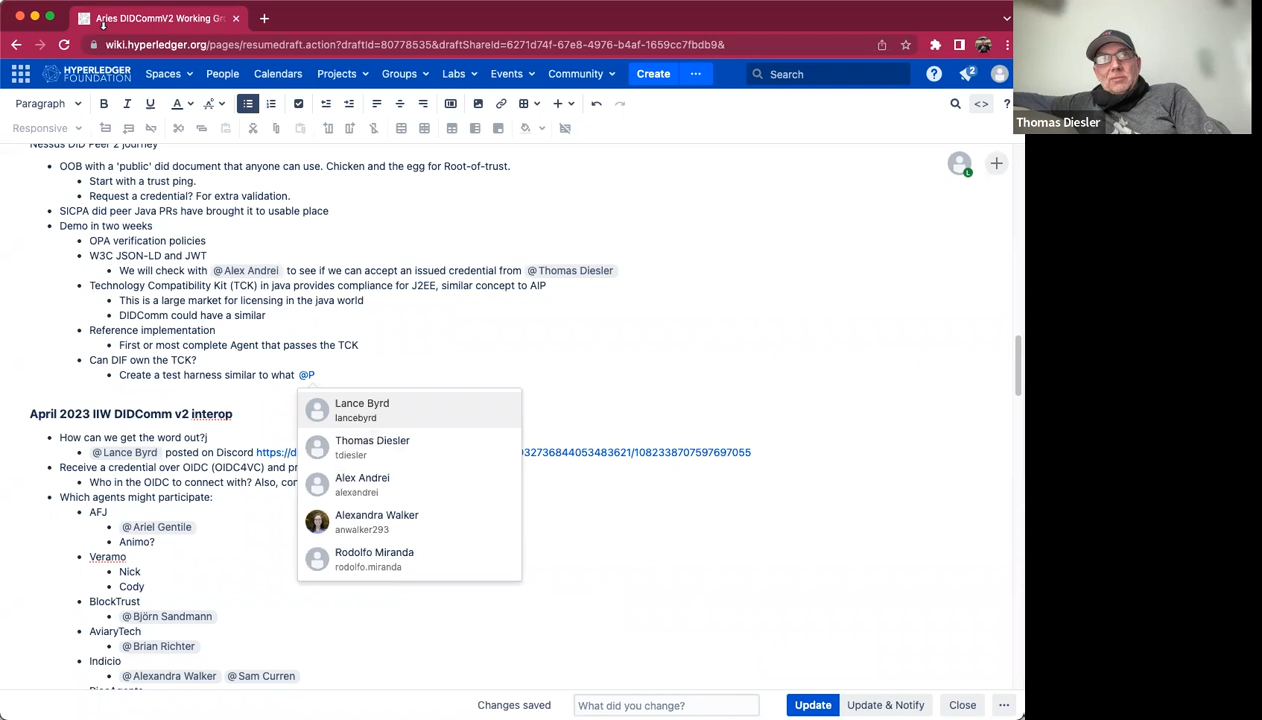 Aries DIDCommV2 Working Gr
wiki.hyperledger.org/pages/resumedraft.action?draftId=80778535&draftShareId=6271d74f-67e8-4976-b4af-1659cc7fbdb9&
HYPERLEDGER FOUNDATION Spaces People Calendars Projects Groups Labs Events Community Create ... Search 2
Paragraph B I U A
Responsive
Nessus DID Peer 2 journey
OOB with a 'public' did document that anyone can use. Chicken and the egg for Root-of-trust.
Start with a trust ping.
Request a credential? For extra validation.
SICPA did peer Java PRs have brought it to usable place
Demo in two weeks
OPA verification policies
W3C JSON-LD and JWT
We will check with @Alex Andrei to see if we can accept an issued credential from @Thomas Diesler
Technology Compatibility Kit (TCK) in java provides compliance for J2EE, similar concept to AIP
This is a large market for licensing in the java world
DIDComm could have a similar
Reference implementation
First or most complete Agent that passes the TCK
Can DIF own the TCK?
Create a test harness similar to what @P
Lance Byrd
lancebyrd
Thomas Diesler
tdiesler
Alex Andrei
alexandrei
Alexandra Walker
anwalker293
Rodolfo Miranda
rodolfo.miranda
April 2023 IIW DIDComm v2 interop
How can we get the word out?j
@Lance Byrd posted on Discord https://d 32736844053483621/1082338707597697055
Receive a credential over OIDC (OIDC4VC) and pr
Who in the OIDC to connect with? Also, con
Which agents might participate:
AFJ
@Ariel Gentile
Animo?
Veramo
Nick
Cody
BlockTrust
@Björn Sandmann
AviaryTech
@Brian Richter
Indicio
@Alexandra Walker @Sam Curren
Changes saved What did you change? Update Update & Notify Close ...
Thomas Diesler